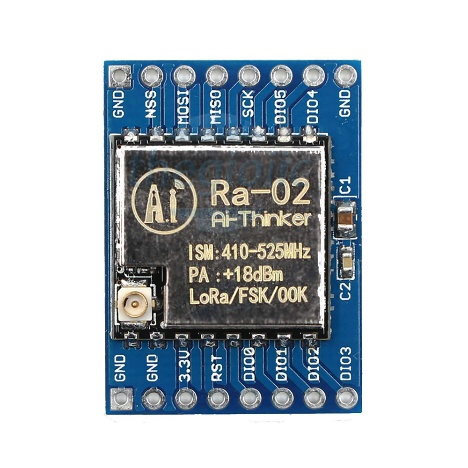 GND NSS MOSI MISO SCK DIO5 DIO4 GND
Ai
Ra-02
Ai-Thinker
ISM:410-525MHz
PA :+18dBm
LoRa/FSK/OOK
C1
C2
GND GND 3.3V RST DIO0 DIO1 DIO2 DIO3